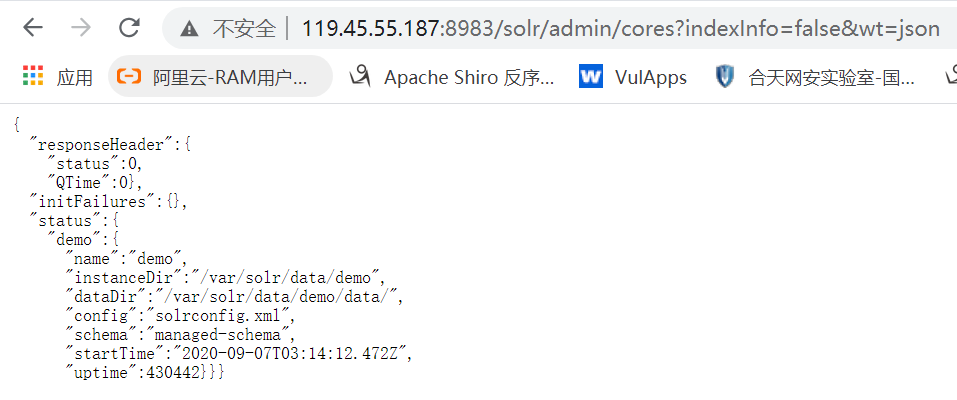 不安全 | 119.45.55.187:8983/solr/admin/cores?indexInfo=false&wt=json
应用 阿里云-RAM用户... Apache Shiro 反序... VulApps 合天网安实验室-国...
{
"responseHeader":{
"status":0,
"QTime":0},
"initFailures":{},
"status":{
"demo":{
"name":"demo",
"instanceDir":"/var/solr/data/demo",
"dataDir":"/var/solr/data/demo/data/",
"config":"solrconfig.xml",
"schema":"managed-schema",
"startTime":"2020-09-07T03:14:12.472Z",
"uptime":430442}}}